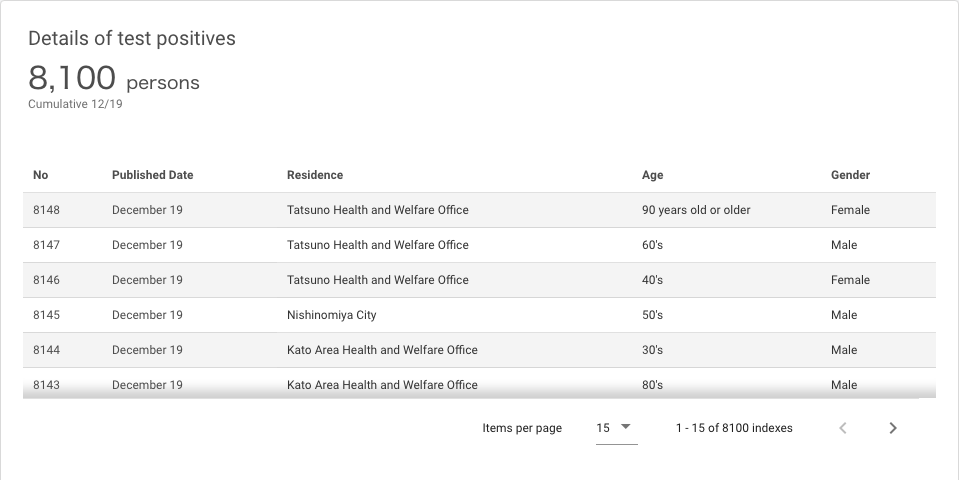 Details of test positives
8,100 persons
Cumulative 12/19
No Published Date Residence Age Gender
8148 December 19 Tatsuno Health and Welfare Office 90 years old or older Female
8147 December 19 Tatsuno Health and Welfare Office 60's Male
8146 December 19 Tatsuno Health and Welfare Office 40's Female
8145 December 19 Nishinomiya City 50's Male
8144 December 19 Kato Area Health and Welfare Office 30's Male
8143 December 19 Kato Area Health and Welfare Office 80's Male
Items per page 15 1 - 15 of 8100 indexes